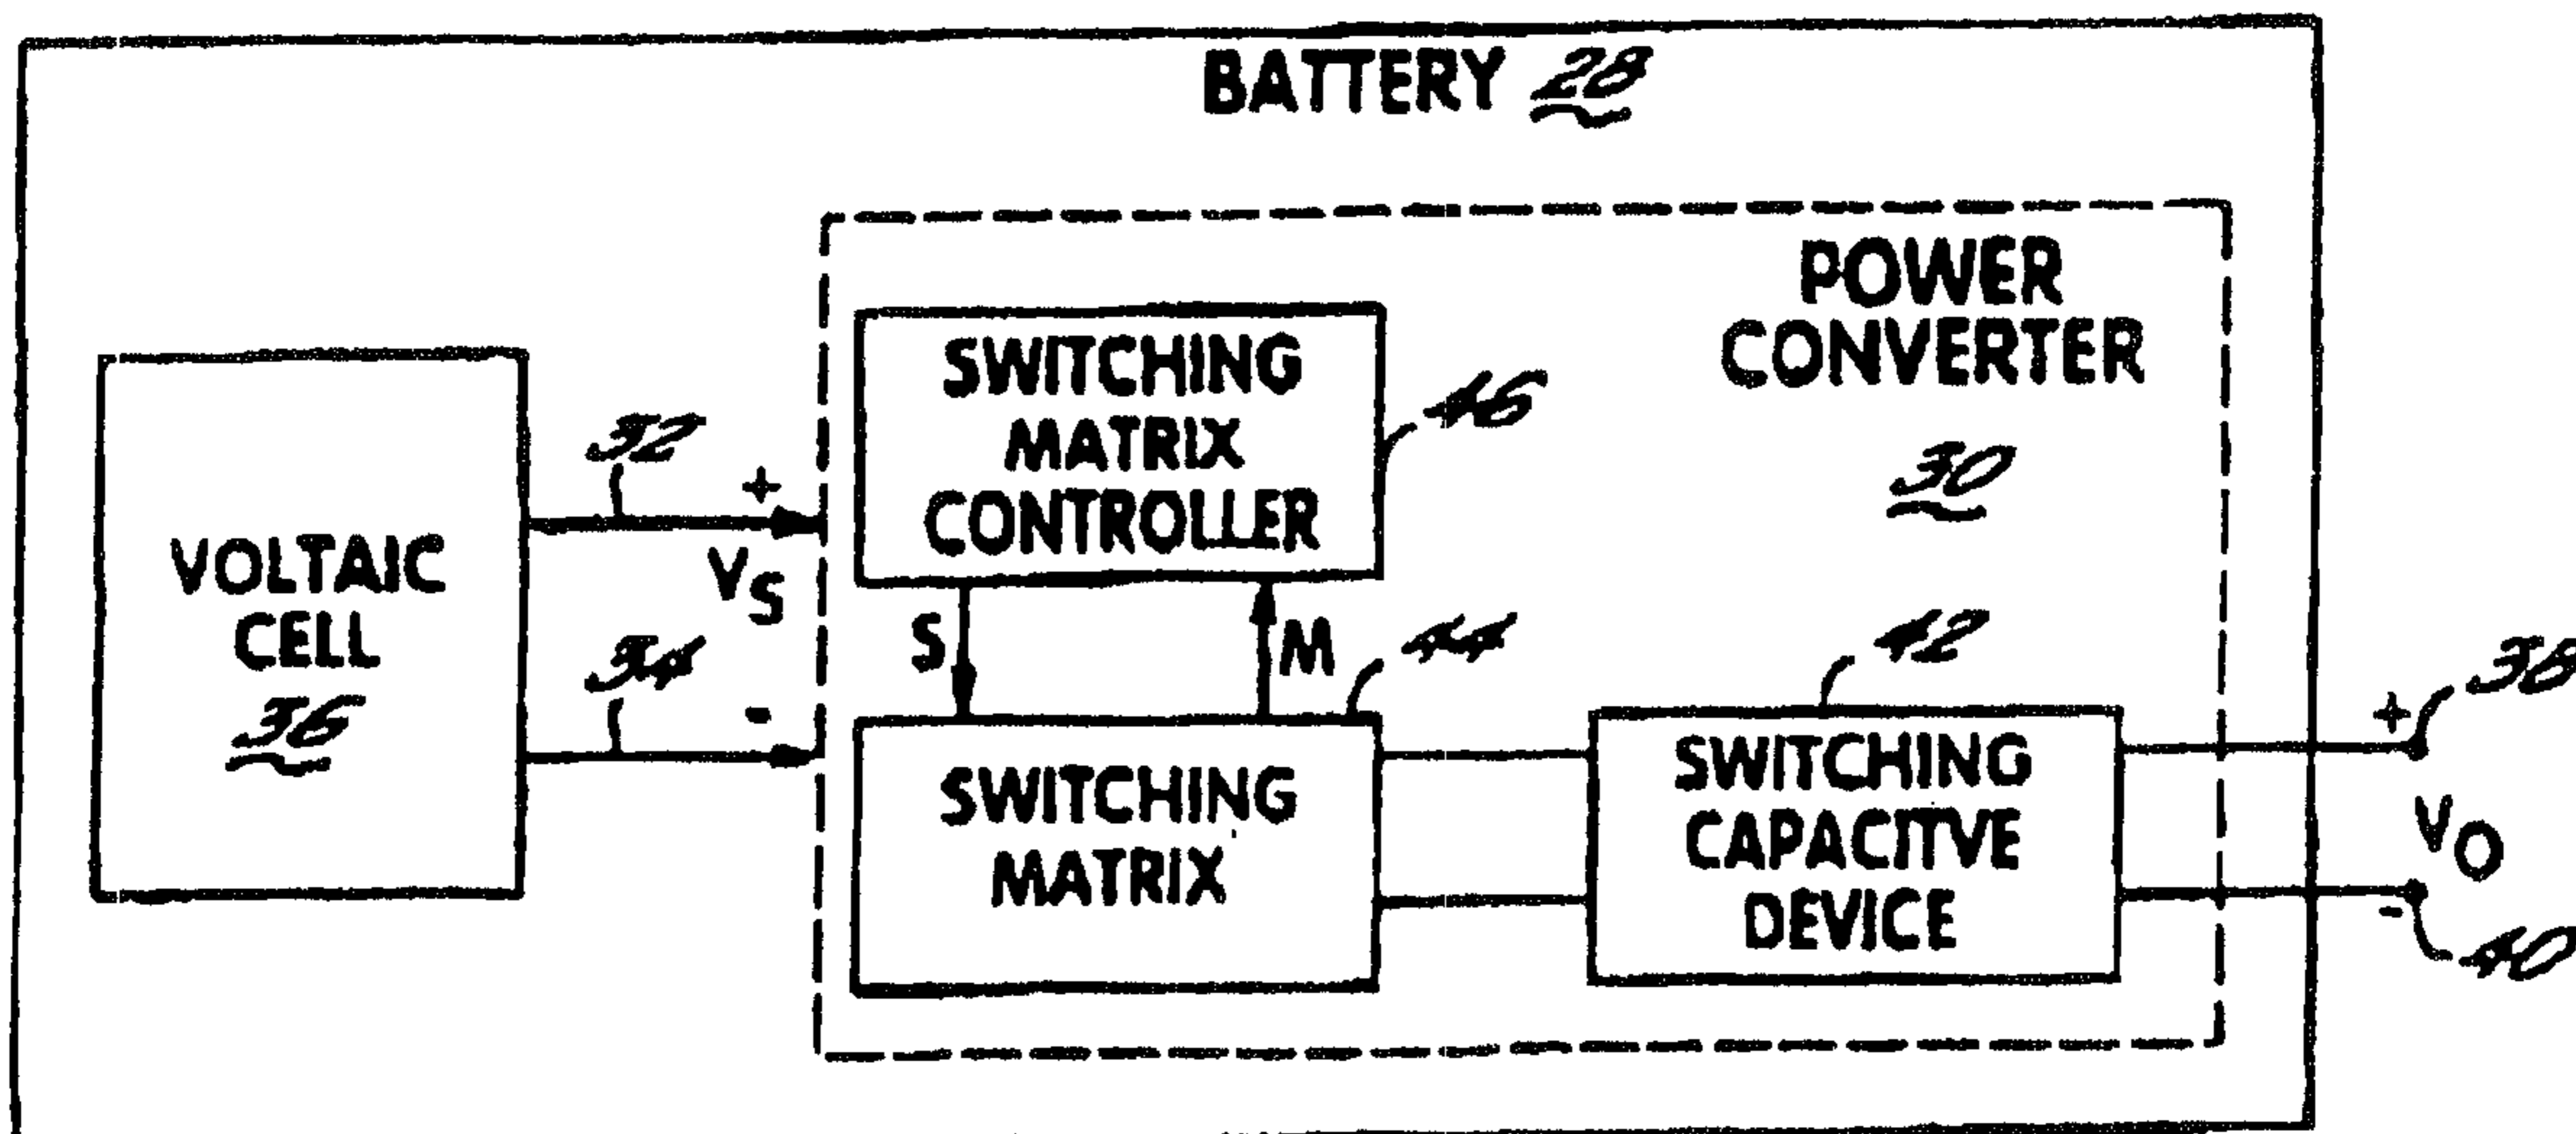 BATTERY 28
POWER
CONVERTER
30
SWITCHING
MATRIX
CONTROLLER
46
VOLTAIC
CELL
36
32
+
VS
34
-
S
M
44
42
SWITCHING
MATRIX
SWITCHING
CAPACITVE
DEVICE
38
+
VO
-
40